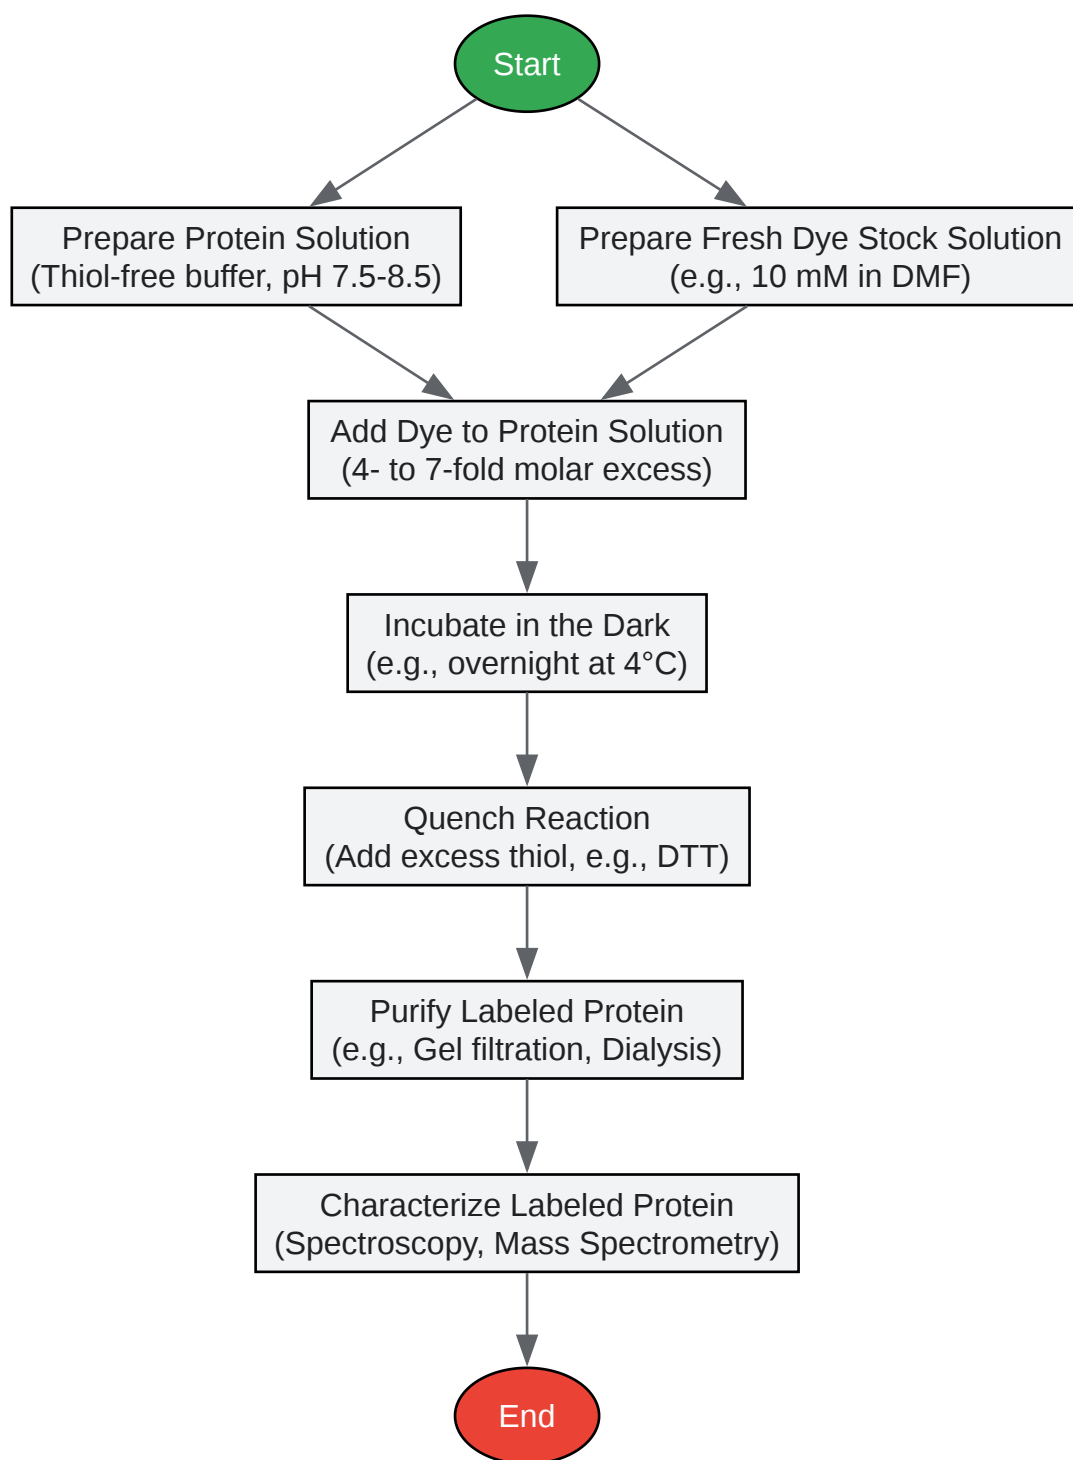 Start
Prepare Protein Solution
(Thiol-free buffer, pH 7.5-8.5)
Prepare Fresh Dye Stock Solution
(e.g., 10 mM in DMF)
Add Dye to Protein Solution
(4- to 7-fold molar excess)
Incubate in the Dark
(e.g., overnight at 4°C)
Quench Reaction
(Add excess thiol, e.g., DTT)
Purify Labeled Protein
(e.g., Gel filtration, Dialysis)
Characterize Labeled Protein
(Spectroscopy, Mass Spectrometry)
End